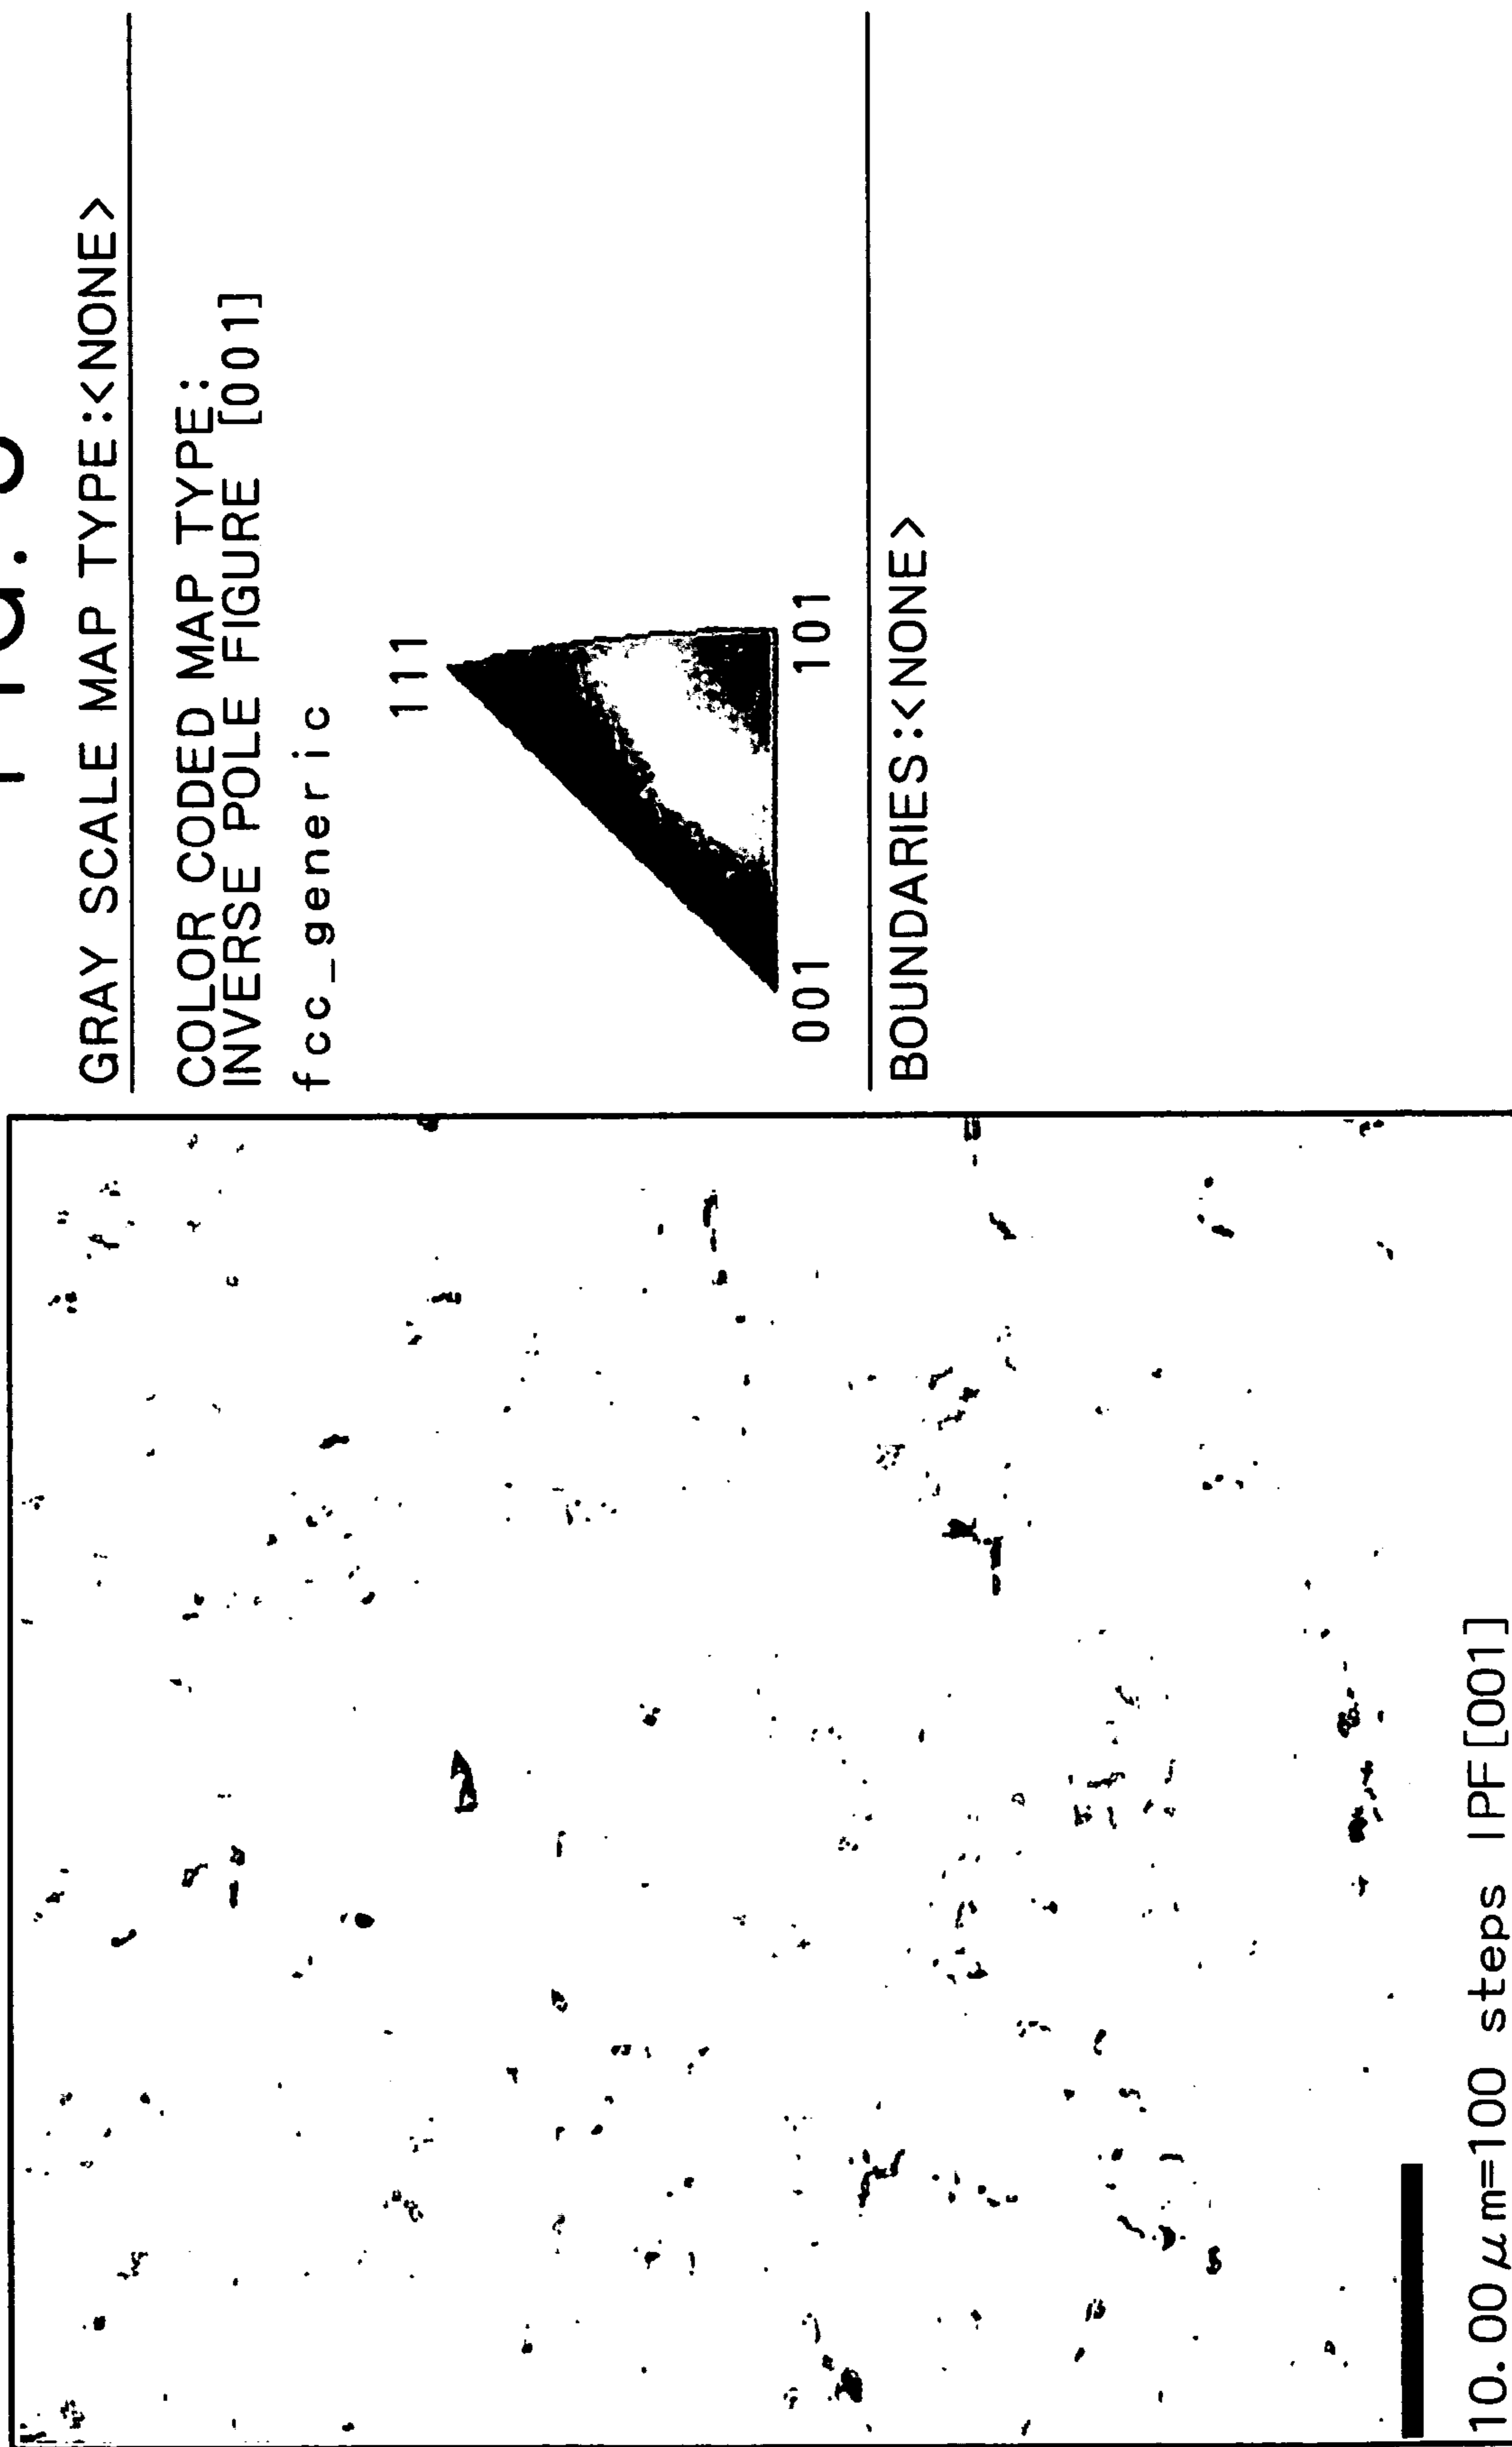 GRAY SCALE MAP TYPE:<NONE>
COLOR CODED MAP TYPE:
INVERSE POLE FIGURE [001]
fcc_generic
111
001 101
BOUNDARIES:<NONE>
10.00μm=100 steps IPF[001]